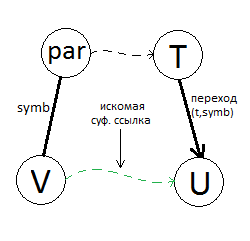 par
T
symb
искомая
суф. ссылка
переход
(t,symb)
V
U